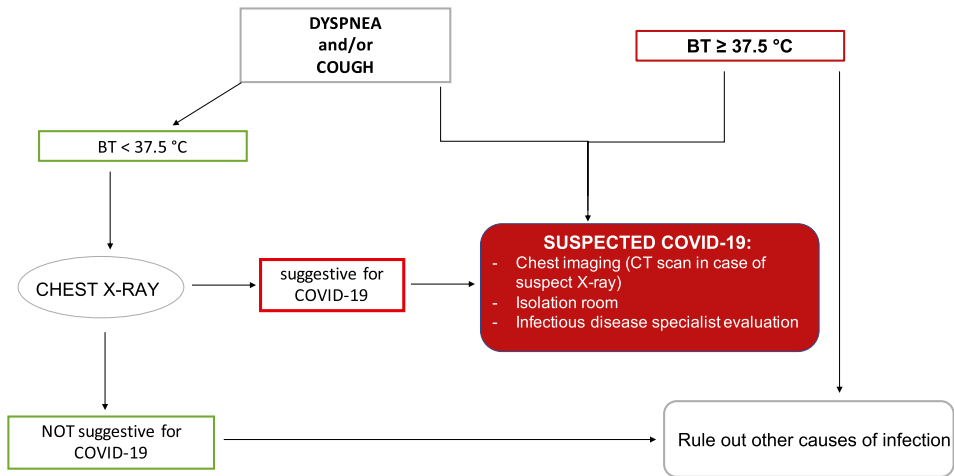 DYSPNEA
and/or
COUGH
BT ≥ 37.5 °C
BT < 37.5 °C
SUSPECTED COVID-19:
- Chest imaging (CT scan in case of
suspect X-ray)
- Isolation room
- Infectious disease specialist evaluation
suggestive for
COVID-19
CHEST X-RAY
NOT suggestive for
COVID-19
Rule out other causes of infection